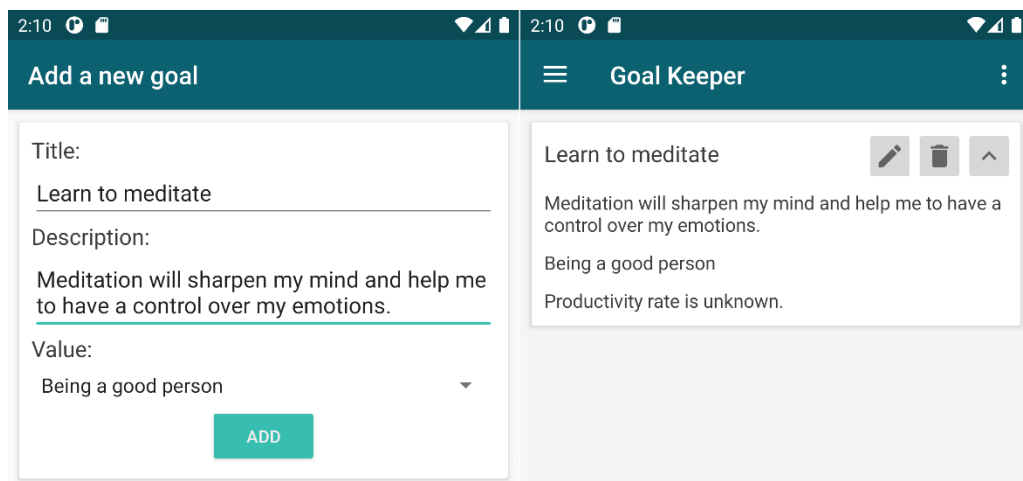 2:10
Add a new goal
Title:
Learn to meditate
Description:
Meditation will sharpen my mind and help me
to have a control over my emotions.
Value:
Being a good person
ADD
2:10
Goal Keeper
Learn to meditate
Meditation will sharpen my mind and help me to have a
control over my emotions.
Being a good person
Productivity rate is unknown.